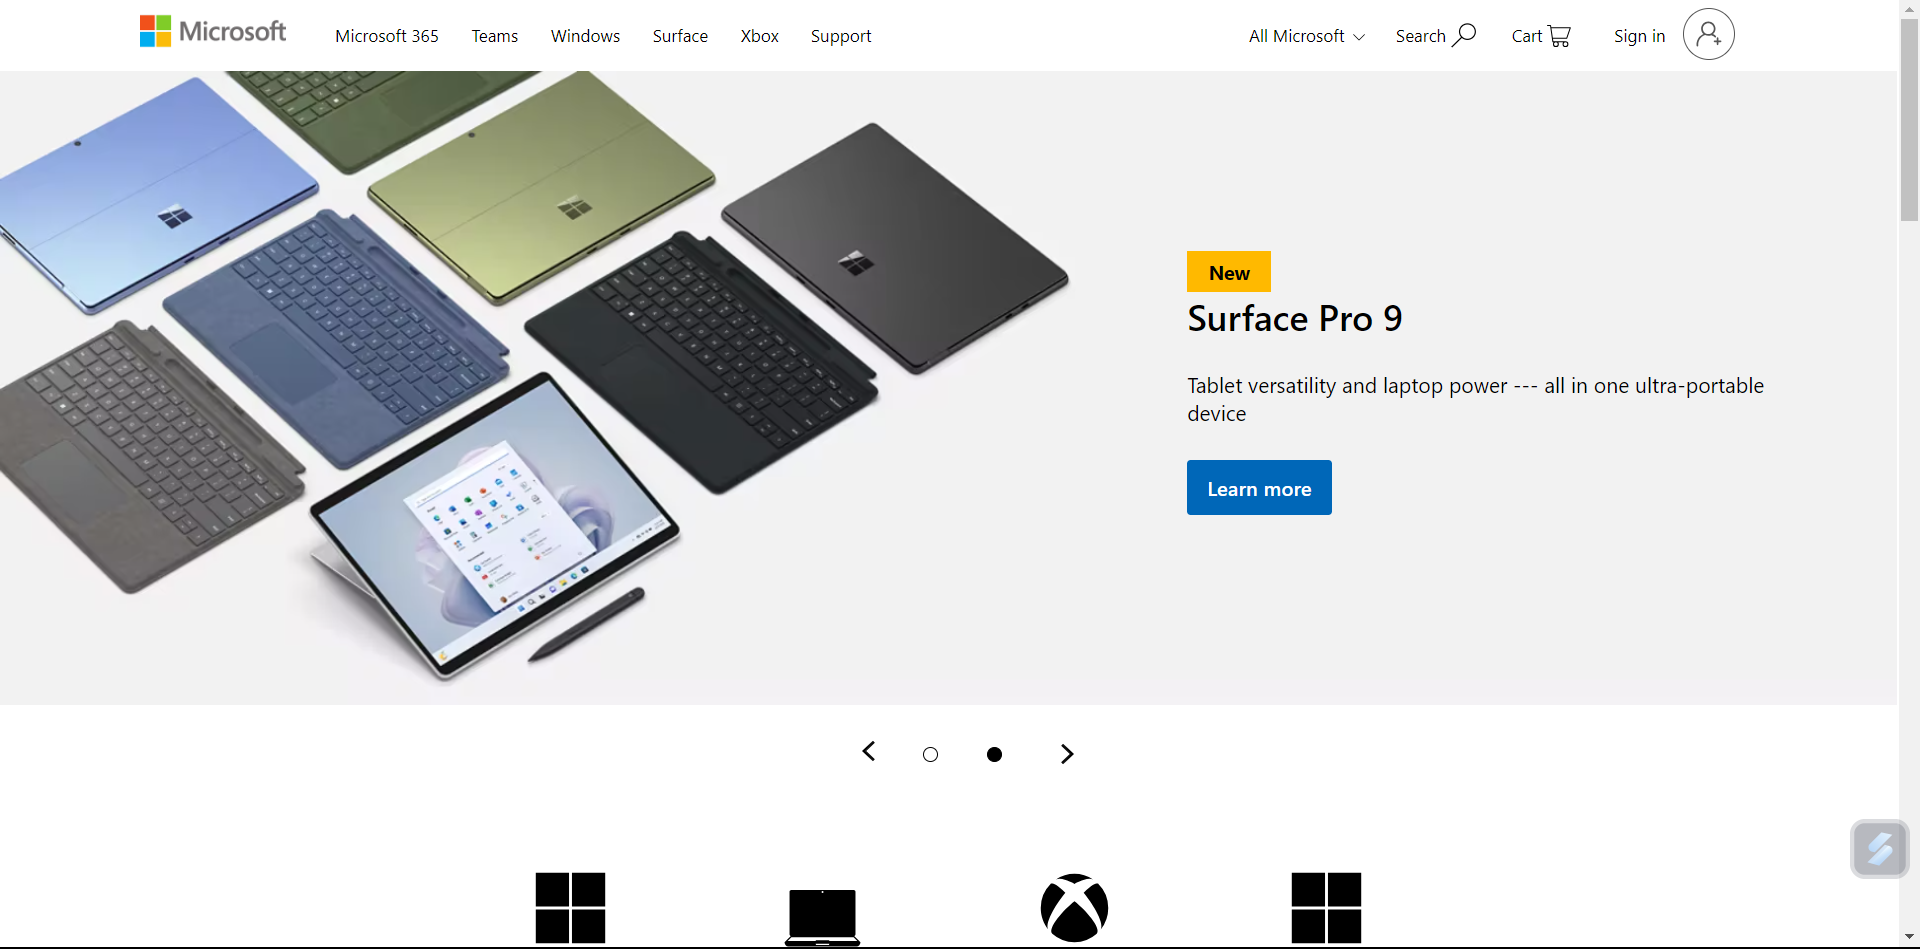 Microsoft
Microsoft 365 Teams Windows Surface Xbox Support
All Microsoft Search Cart Sign in
New
Surface Pro 9
Tablet versatility and laptop power --- all in one ultra-portable
device
Learn more